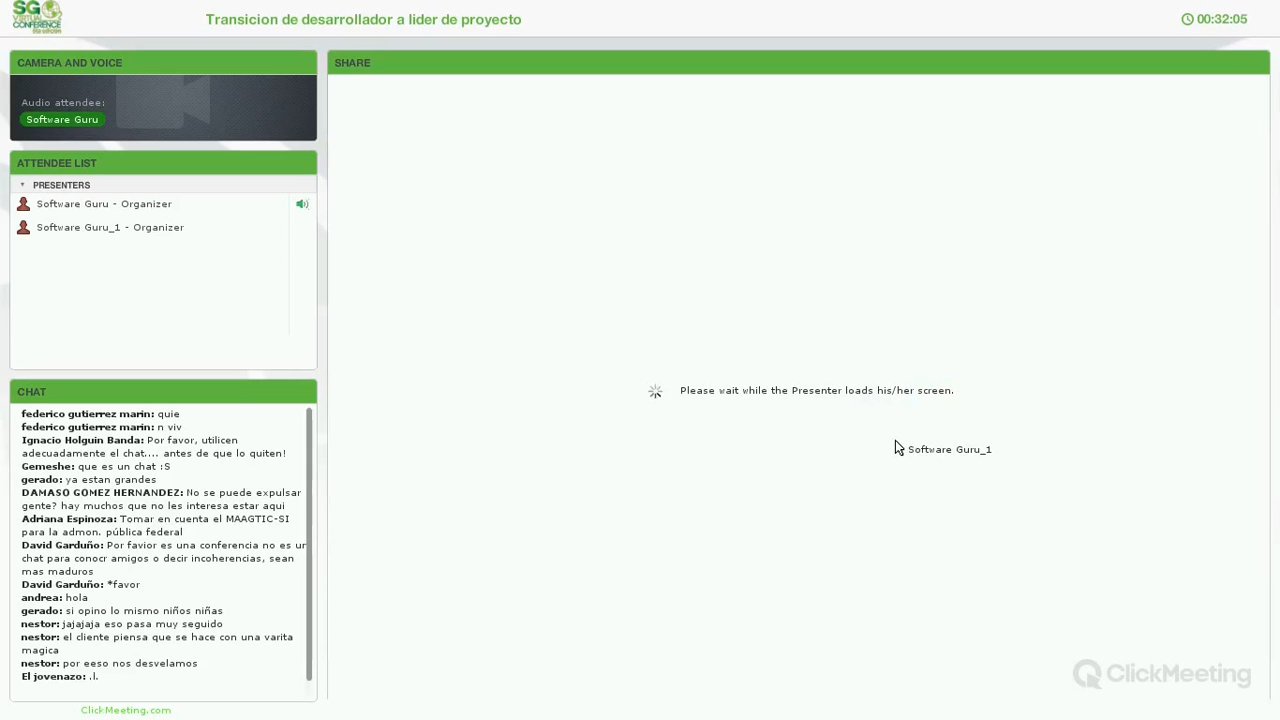 SG
VIRTUAL
CONFERENCE
Transicion de desarrollador a lider de proyecto
00:32:05
CAMERA AND VOICE
Audio attendee:
Software Guru
ATTENDEE LIST
PRESENTERS
Software Guru - Organizer
Software Guru_1 - Organizer
CHAT
federico gutierrez marin: quie
federico gutierrez marin: n viv
Ignacio Holguin Banda: Por favor, utilicen
adecuadamente el chat.... antes de que lo quiten!
Gemeshe: que es un chat :S
gerado: ya estan grandes
DAMASO GOMEZ HERNANDEZ: No se puede expulsar
gente? hay muchos que no les interesa estar aqui
Adriana Espinoza: Tomar en cuenta el MAAGTIC-SI
para la admon. pública federal
David Garduño: Por favior es una conferencia no es un
chat para conocr amigos o decir incoherencias, sean
mas maduros
David Garduño: *favor
andrea: hola
gerado: si opino lo mismo niños niñas
nestor: jajajaja eso pasa muy seguido
nestor: el cliente piensa que se hace con una varita
magica
nestor: por eeso nos desvelamos
El jovenazo: .l.
ClickMeeting.com
SHARE
Please wait while the Presenter loads his/her screen.
Software Guru_1
ClickMeeting